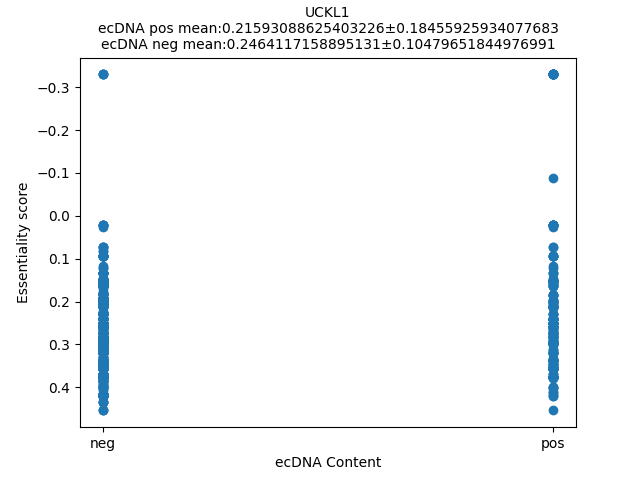 UCKL1
ecDNA pos mean:0.21593088625403226±0.18455925934077683
ecDNA neg mean:0.2464117158895131±0.10479651844976991
−0.3
−0.2
−0.1
0.0
0.1
0.2
0.3
0.4
Essentiality score
neg
pos
ecDNA Content